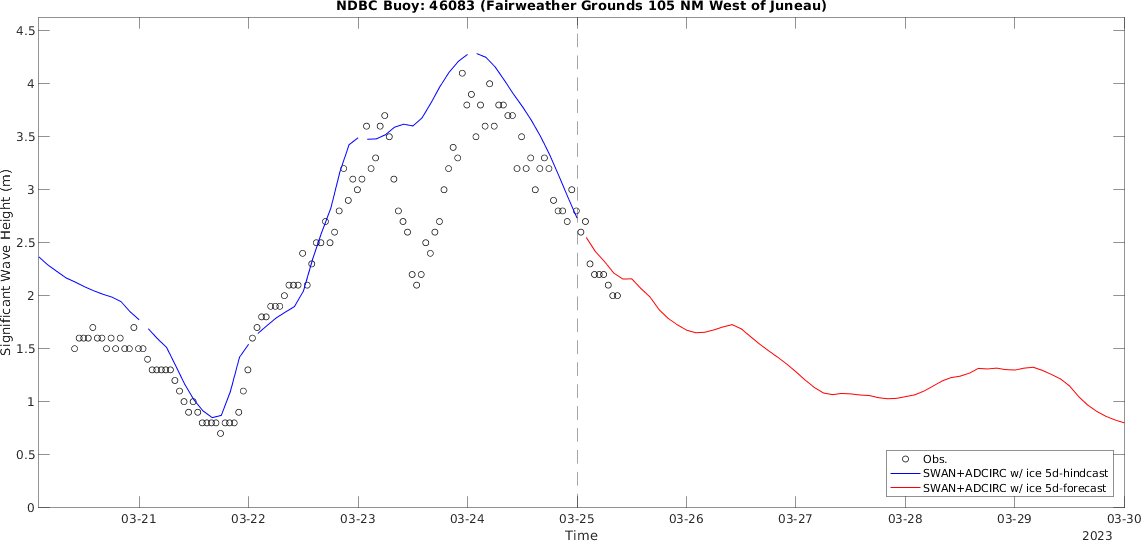 NDBC Buoy: 46083 (Fairweather Grounds 105 NM West of Juneau)
Significant Wave Height (m)
4.5
4
3.5
3
2.5
2
1.5
1
0.5
0
03-21 03-22 03-23 03-24 03-25 03-26 03-27 03-28 03-29 03-30
Time
2023
Obs.
SWAN+ADCIRC w/ ice 5d-hindcast
SWAN+ADCIRC w/ ice 5d-forecast